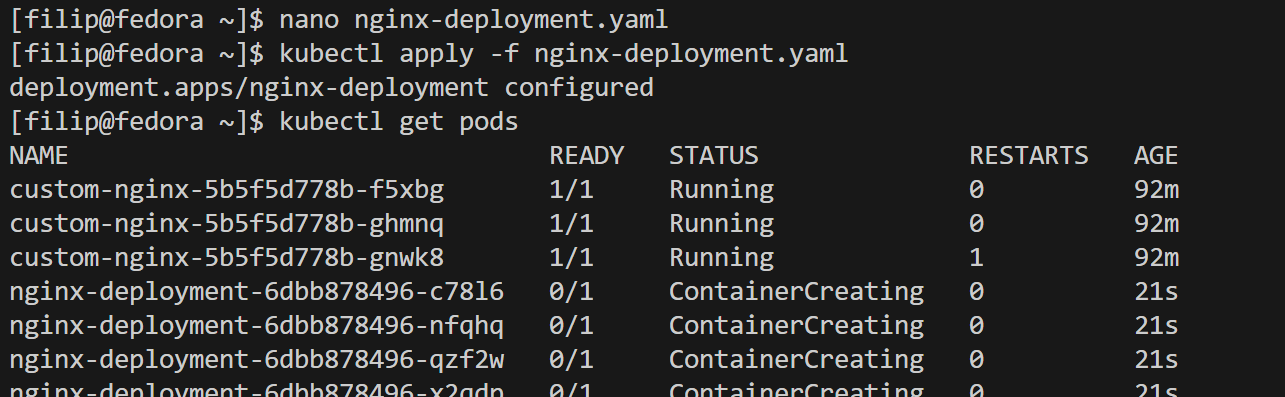 [filip@fedora ~]$ nano nginx-deployment.yaml
[filip@fedora ~]$ kubectl apply -f nginx-deployment.yaml
deployment.apps/nginx-deployment configured
[filip@fedora ~]$ kubectl get pods
NAME READY STATUS RESTARTS AGE
custom-nginx-5b5f5d778b-f5xbg 1/1 Running 0 92m
custom-nginx-5b5f5d778b-ghmnq 1/1 Running 0 92m
custom-nginx-5b5f5d778b-gnwk8 1/1 Running 1 92m
nginx-deployment-6dbb878496-c78l6 0/1 ContainerCreating 0 21s
nginx-deployment-6dbb878496-nfqhq 0/1 ContainerCreating 0 21s
nginx-deployment-6dbb878496-qzf2w 0/1 ContainerCreating 0 21s
0/1 ContainerCreating 0 21s